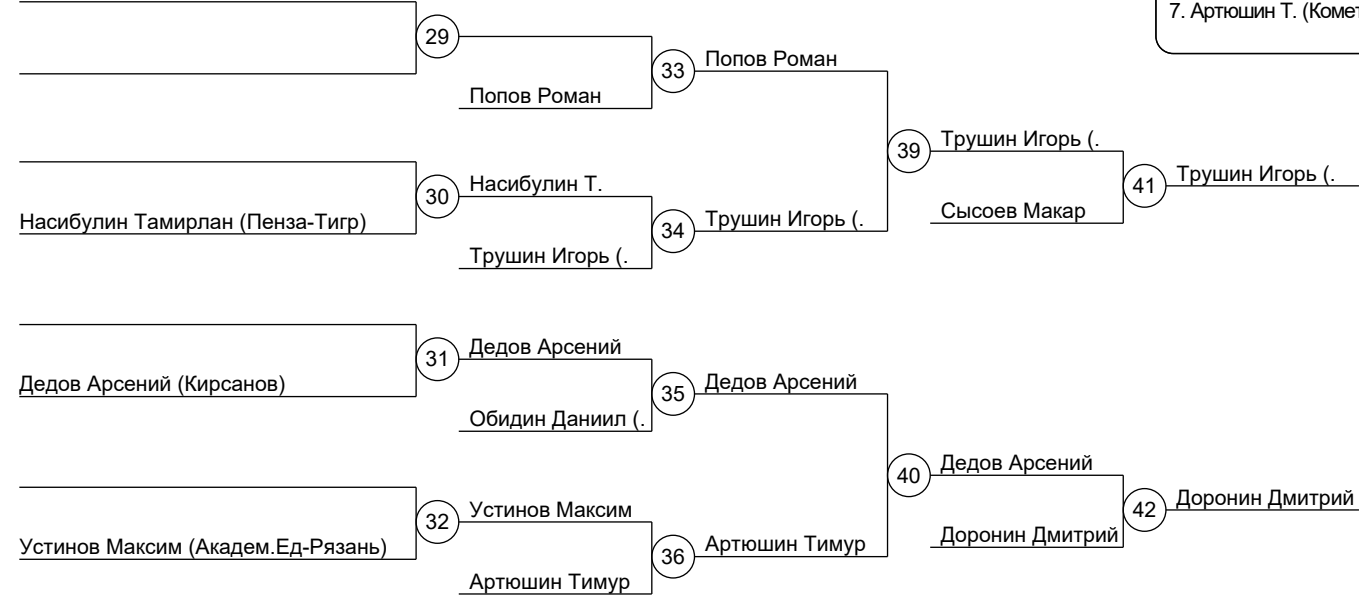 7. Артюшин Т. (Комет
29
33
Попов Роман
Попов Роман
39
Трушин Игорь (.
41
Трушин Игорь (.
Сысоев Макар
30
Насибулин Т.
Насибулин Тамирлан (Пенза-Тигр)
34
Трушин Игорь (.
Трушин Игорь (.
31
Дедов Арсений
Дедов Арсений (Кирсанов)
35
Дедов Арсений
Обидин Даниил (.
40
Дедов Арсений
42
Доронин Дмитрий
Доронин Дмитрий
32
Устинов Максим
Устинов Максим (Академ.Ед-Рязань)
36
Артюшин Тимур
Артюшин Тимур